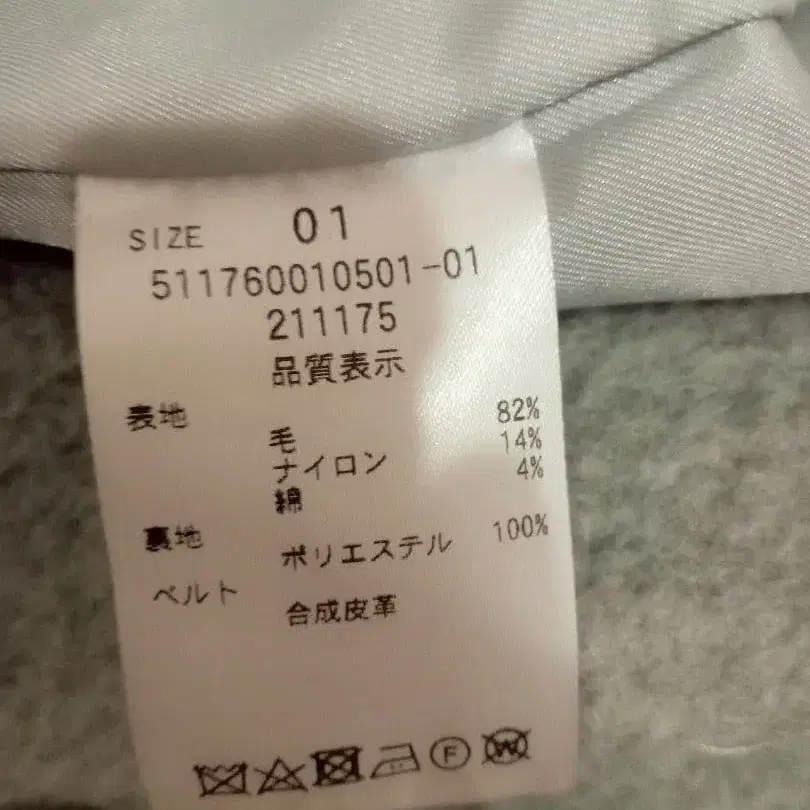 SIZE 01
511760010501-01
211175
品質表示
表地
毛 82%
ナイロン 14%
綿 4%
裏地
ポリエステル 100%
ベルト
合成皮革
F
W